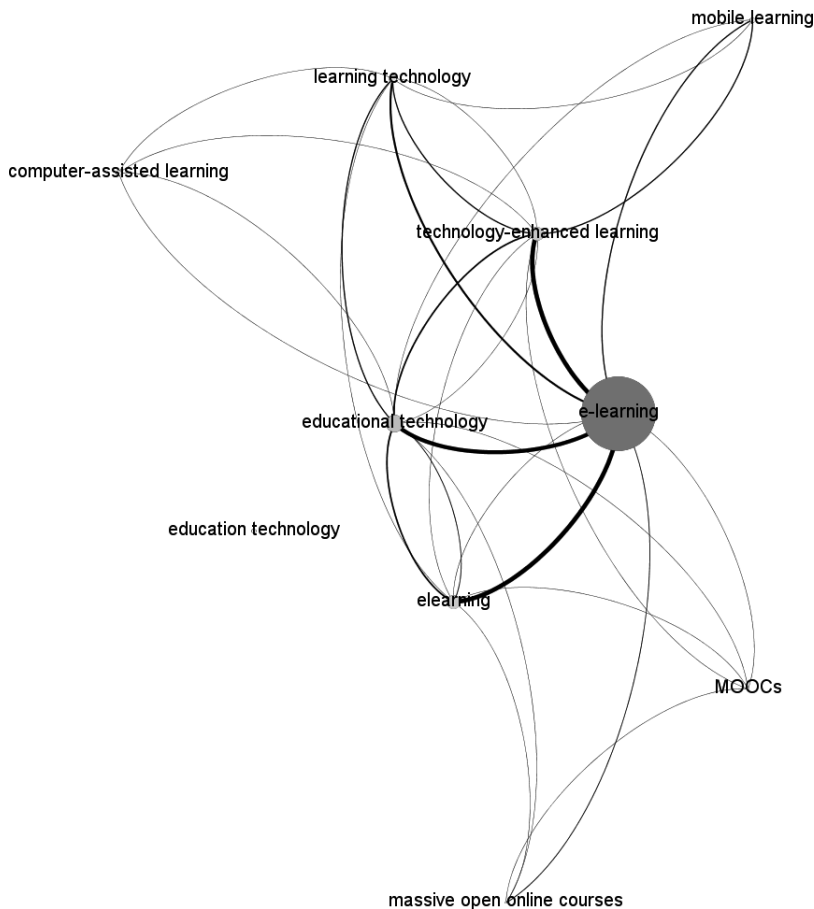 mobile learning
learning technology
computer-assisted learning
technology-enhanced learning
e-learning
educational technology
education technology
elearning
MOOCs
massive open online courses